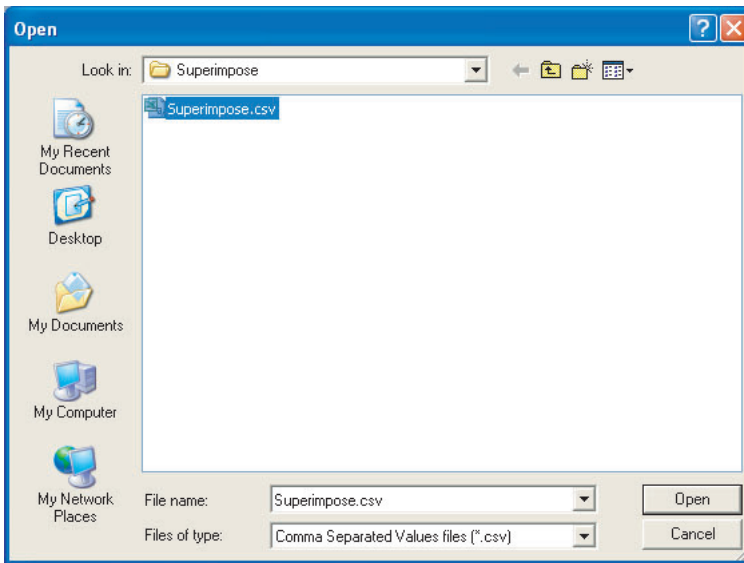 Open
Look in: Superimpose
Superimpose.csv
My Recent
Documents
Desktop
My Documents
My Computer
My Network
Places
File name: Superimpose.csv Open
Files of type: Comma Separated Values files (*.csv) Cancel